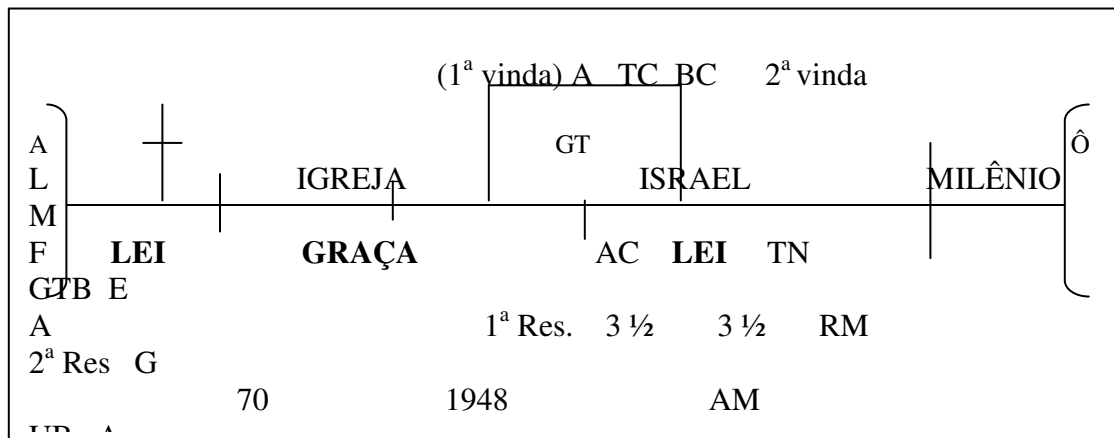 (1ª vinda) A TC BC 2ª vinda
A GT Ô
L IGREJA ISRAEL MILÊNIO
M
F LEI GRAÇA AC LEI TN
GTB E
A 1ª Res. 3 ½ 3 ½ RM
2ª Res G
70 1948 AM